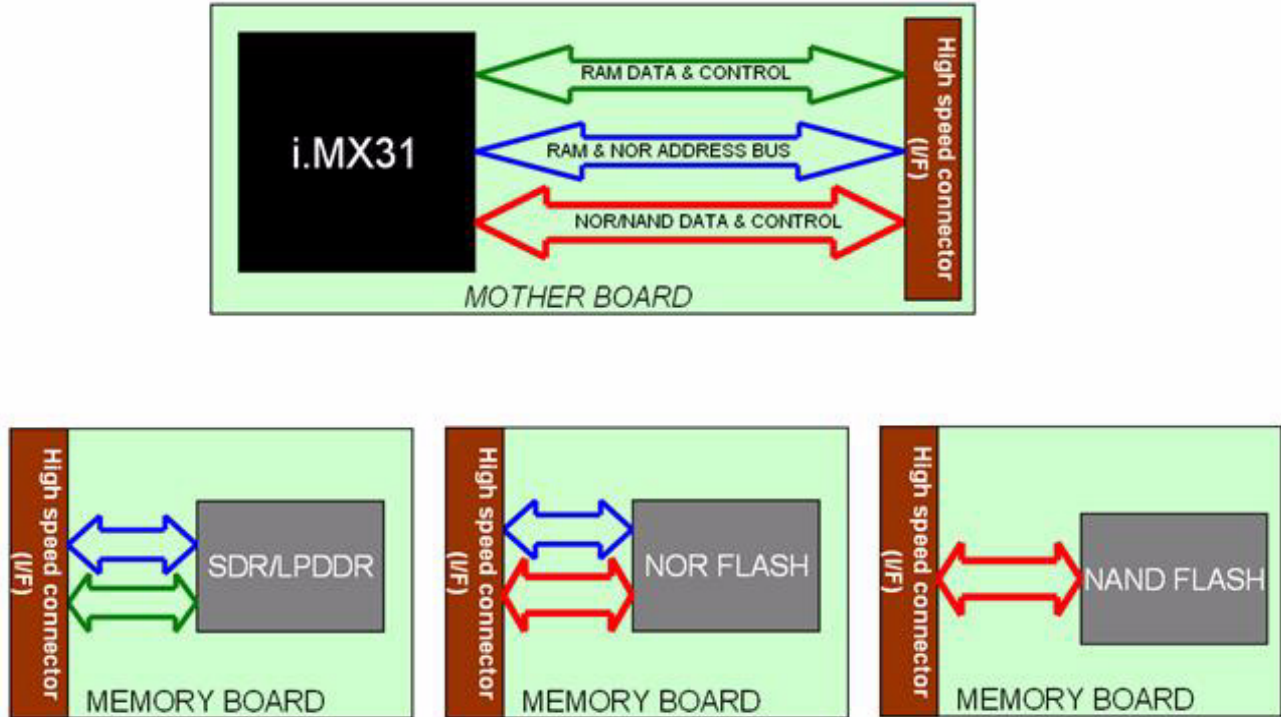 i.MX31
RAM DATA & CONTROL
RAM & NOR ADDRESS BUS
NOR/NAND DATA & CONTROL
High speed connector
(I/F)
MOTHER BOARD
High speed connector
(I/F)
SDR/LPDDR
MEMORY BOARD
High speed connector
(I/F)
NOR FLASH
MEMORY BOARD
High speed connector
(I/F)
NAND FLASH
MEMORY BOARD